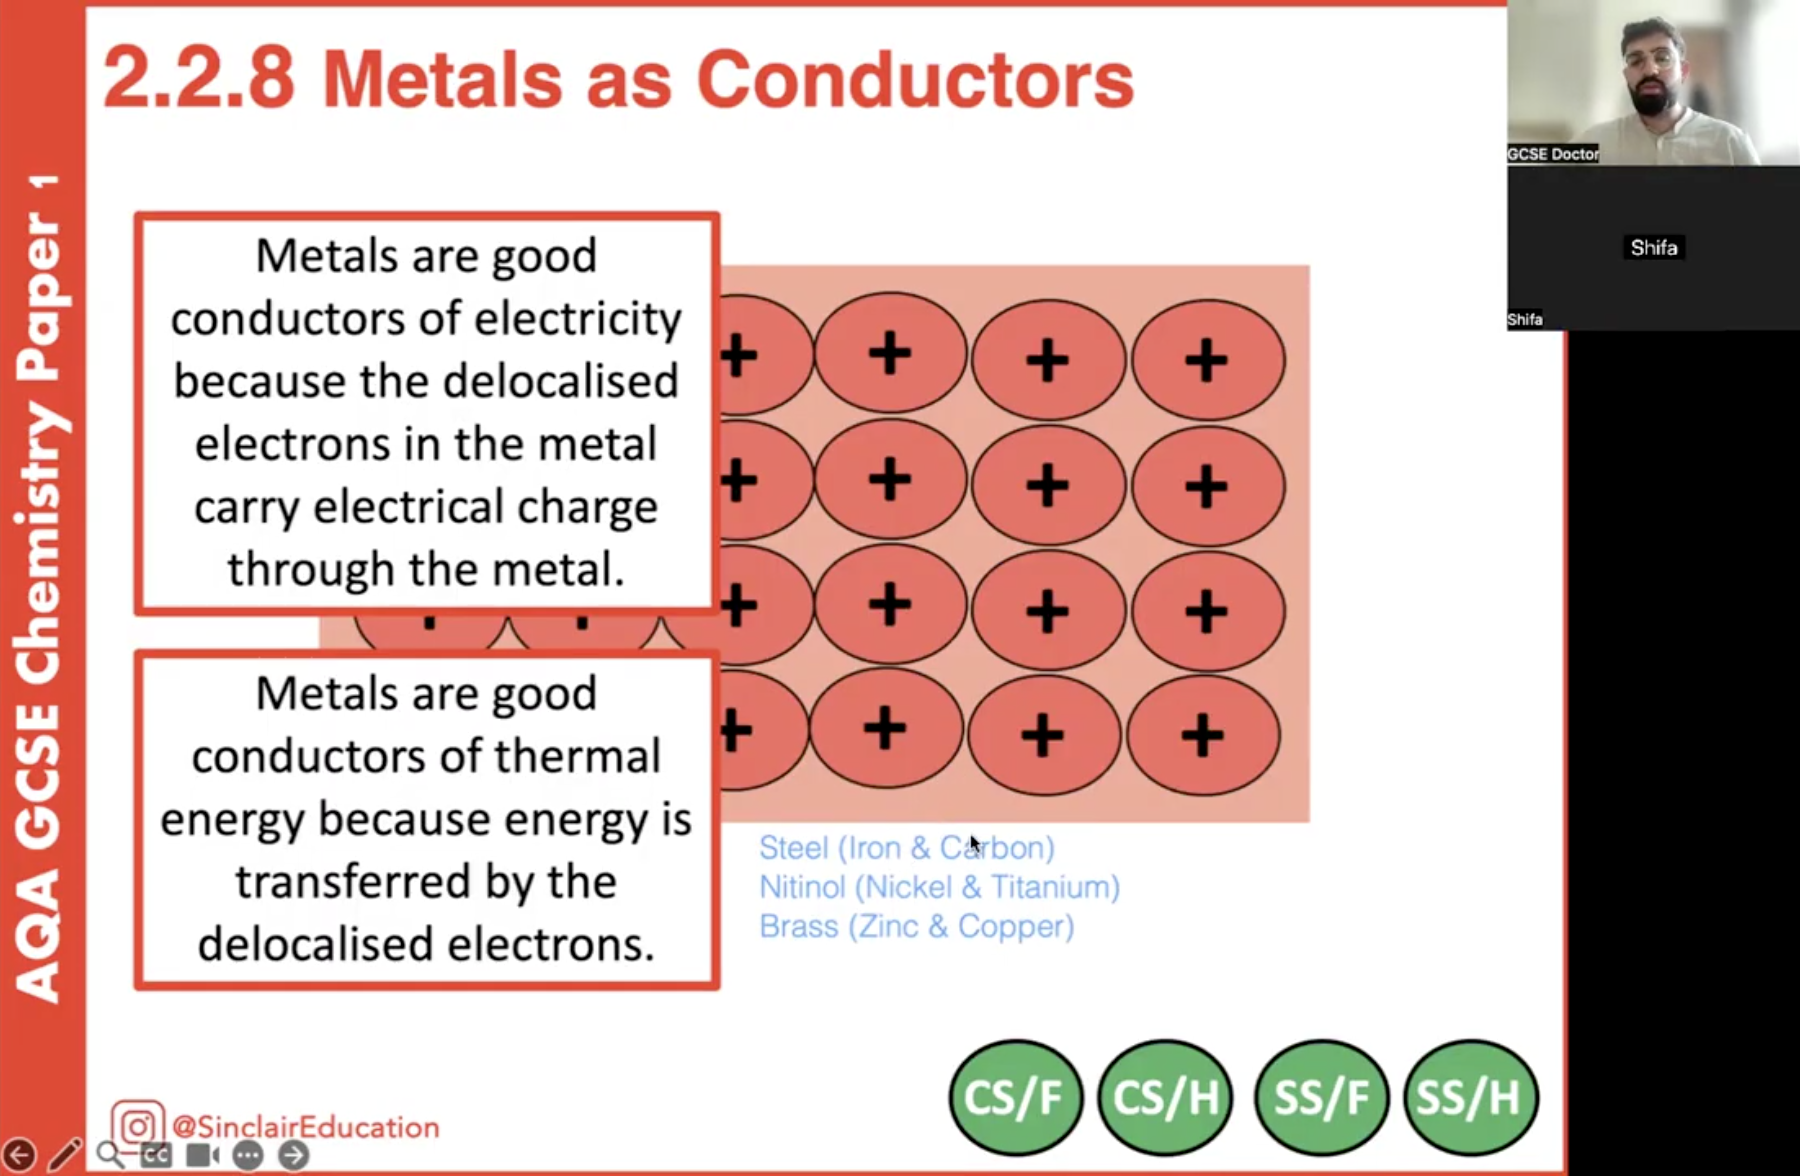 2.2.8 Metals as Conductors
AQA GCSE Chemistry Paper 1
Metals are good
conductors of electricity
because the delocalised
electrons in the metal
carry electrical charge
through the metal.
+ + + +
+ + + +
+ + + +
+ + + +
Metals are good
conductors of thermal
energy because energy is
transferred by the
delocalised electrons.
Steel (Iron & Carbon)
Nitinol (Nickel & Titanium)
Brass (Zinc & Copper)
CS/F CS/H SS/F SS/H
@SinclairEducation
CC
GCSE Doctor
Shifa
Shifa